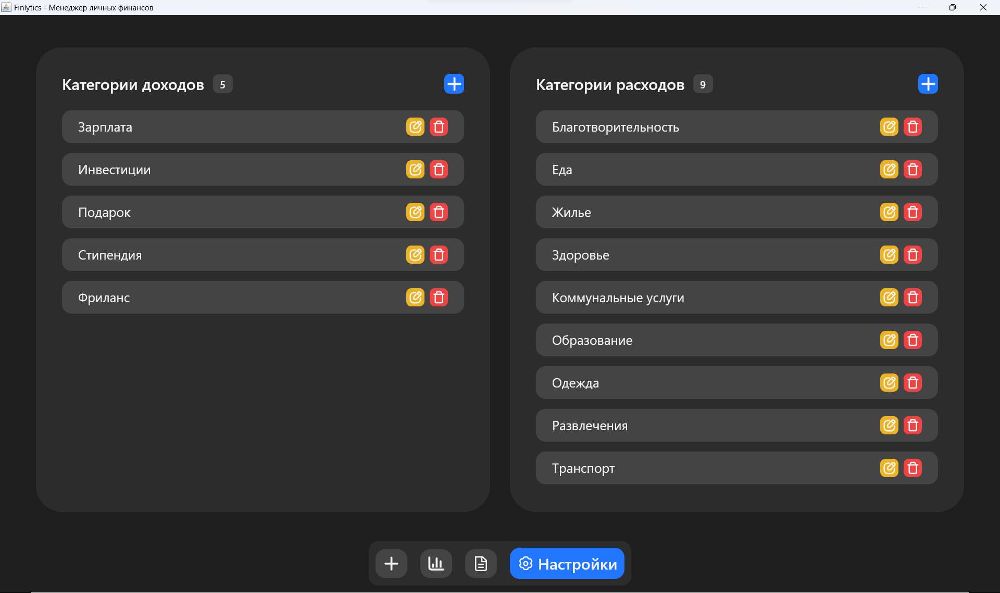 Finlytics - Менеджер личных финансов
Категории доходов 5
Зарплата
Инвестиции
Подарок
Стипендия
Фриланс
Категории расходов 9
Благотворительность
Еда
Жилье
Здоровье
Коммунальные услуги
Образование
Одежда
Развлечения
Транспорт
Настройки